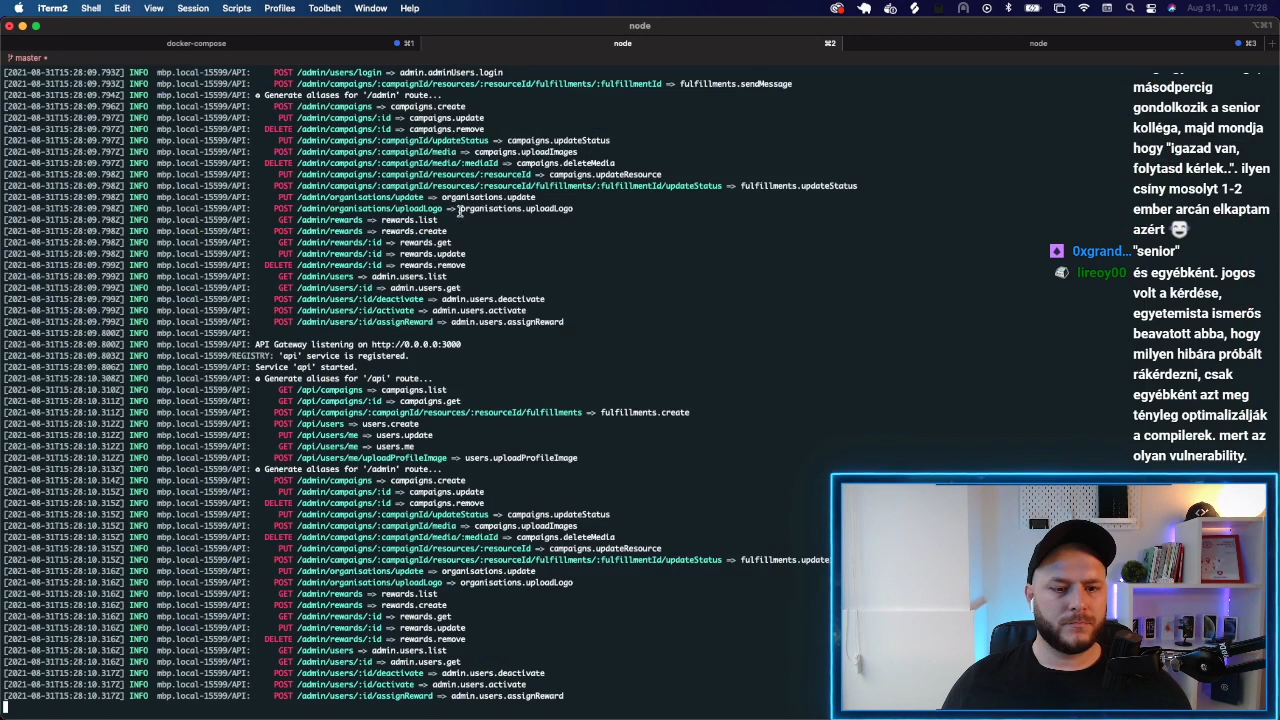 iTerm2 Shell Edit View Session Scripts Profiles Toolbelt Window Help Aug 31., Tue 17:28
node ⌥⌘1
docker-compose ⌘1 node ⌘2 node ⌘3
master
[2021-08-31T15:28:09.793Z] INFO mbp.local-15599/API: POST /admin/users/login => admin.adminUsers.login
[2021-08-31T15:28:09.793Z] INFO mbp.local-15599/API: POST /admin/campaigns/:campaignId/resources/:resourceId/fulfillments/:fulfillmentId => fulfillments.sendMessage
[2021-08-31T15:28:09.794Z] INFO mbp.local-15599/API: ♻ Generate aliases for '/admin' route...
[2021-08-31T15:28:09.797Z] INFO mbp.local-15599/API: POST /admin/campaigns => campaigns.create
[2021-08-31T15:28:09.797Z] INFO mbp.local-15599/API: PUT /admin/campaigns/:id => campaigns.update
[2021-08-31T15:28:09.797Z] INFO mbp.local-15599/API: DELETE /admin/campaigns/:id => campaigns.remove
[2021-08-31T15:28:09.797Z] INFO mbp.local-15599/API: PUT /admin/campaigns/:campaignId/updateStatus => campaigns.updateStatus
[2021-08-31T15:28:09.797Z] INFO mbp.local-15599/API: POST /admin/campaigns/:campaignId/media => campaigns.uploadImages
[2021-08-31T15:28:09.797Z] INFO mbp.local-15599/API: DELETE /admin/campaigns/:campaignId/media/:mediaId => campaigns.deleteMedia
[2021-08-31T15:28:09.798Z] INFO mbp.local-15599/API: PUT /admin/campaigns/:campaignId/resources/:resourceId => campaigns.updateResource
[2021-08-31T15:28:09.798Z] INFO mbp.local-15599/API: POST /admin/campaigns/:campaignId/resources/:resourceId/fulfillments/:fulfillmentId/updateStatus => fulfillments.updateStatus
[2021-08-31T15:28:09.798Z] INFO mbp.local-15599/API: PUT /admin/organisations/update => organisations.update
[2021-08-31T15:28:09.798Z] INFO mbp.local-15599/API: POST /admin/organisations/uploadLogo => organisations.uploadLogo
[2021-08-31T15:28:09.798Z] INFO mbp.local-15599/API: GET /admin/rewards => rewards.list
[2021-08-31T15:28:09.798Z] INFO mbp.local-15599/API: POST /admin/rewards => rewards.create
[2021-08-31T15:28:09.799Z] INFO mbp.local-15599/API: GET /admin/rewards/:id => rewards.get
[2021-08-31T15:28:09.799Z] INFO mbp.local-15599/API: PUT /admin/rewards/:id => rewards.update
[2021-08-31T15:28:09.799Z] INFO mbp.local-15599/API: DELETE /admin/rewards/:id => rewards.remove
[2021-08-31T15:28:09.799Z] INFO mbp.local-15599/API: GET /admin/users => admin.users.list
[2021-08-31T15:28:09.799Z] INFO mbp.local-15599/API: GET /admin/users/:id => admin.users.get
[2021-08-31T15:28:09.799Z] INFO mbp.local-15599/API: POST /admin/users/:id/deactivate => admin.users.deactivate
[2021-08-31T15:28:09.799Z] INFO mbp.local-15599/API: POST /admin/users/:id/activate => admin.users.activate
[2021-08-31T15:28:09.799Z] INFO mbp.local-15599/API: POST /admin/users/:id/assignReward => admin.users.assignReward
[2021-08-31T15:28:09.800Z] INFO mbp.local-15599/API:
[2021-08-31T15:28:09.800Z] INFO mbp.local-15599/API: API Gateway listening on http://0.0.0.0:3000
[2021-08-31T15:28:09.803Z] INFO mbp.local-15599/REGISTRY: 'api' service is registered.
[2021-08-31T15:28:09.806Z] INFO mbp.local-15599/API: Service 'api' started.
[2021-08-31T15:28:10.308Z] INFO mbp.local-15599/API: ♻ Generate aliases for '/api' route...
[2021-08-31T15:28:10.310Z] INFO mbp.local-15599/API: GET /api/campaigns => campaigns.list
[2021-08-31T15:28:10.311Z] INFO mbp.local-15599/API: GET /api/campaigns/:id => campaigns.get
[2021-08-31T15:28:10.311Z] INFO mbp.local-15599/API: POST /api/campaigns/:campaignId/resources/:resourceId/fulfillments => fulfillments.create
[2021-08-31T15:28:10.312Z] INFO mbp.local-15599/API: POST /api/users => users.create
[2021-08-31T15:28:10.312Z] INFO mbp.local-15599/API: PUT /api/users/me => users.update
[2021-08-31T15:28:10.312Z] INFO mbp.local-15599/API: GET /api/users/me => users.me
[2021-08-31T15:28:10.312Z] INFO mbp.local-15599/API: POST /api/users/me/uploadProfileImage => users.uploadProfileImage
[2021-08-31T15:28:10.313Z] INFO mbp.local-15599/API: ♻ Generate aliases for '/admin' route...
[2021-08-31T15:28:10.314Z] INFO mbp.local-15599/API: POST /admin/campaigns => campaigns.create
[2021-08-31T15:28:10.314Z] INFO mbp.local-15599/API: PUT /admin/campaigns/:id => campaigns.update
[2021-08-31T15:28:10.315Z] INFO mbp.local-15599/API: DELETE /admin/campaigns/:id => campaigns.remove
[2021-08-31T15:28:10.315Z] INFO mbp.local-15599/API: PUT /admin/campaigns/:campaignId/updateStatus => campaigns.updateStatus
[2021-08-31T15:28:10.315Z] INFO mbp.local-15599/API: POST /admin/campaigns/:campaignId/media => campaigns.uploadImages
[2021-08-31T15:28:10.315Z] INFO mbp.local-15599/API: DELETE /admin/campaigns/:campaignId/media/:mediaId => campaigns.deleteMedia
[2021-08-31T15:28:10.315Z] INFO mbp.local-15599/API: PUT /admin/campaigns/:campaignId/resources/:resourceId => campaigns.updateResource
[2021-08-31T15:28:10.315Z] INFO mbp.local-15599/API: POST /admin/campaigns/:campaignId/resources/:resourceId/fulfillments/:fulfillmentId/updateStatus => fulfillments.update
[2021-08-31T15:28:10.316Z] INFO mbp.local-15599/API: PUT /admin/organisations/update => organisations.update
[2021-08-31T15:28:10.316Z] INFO mbp.local-15599/API: POST /admin/organisations/uploadLogo => organisations.uploadLogo
[2021-08-31T15:28:10.316Z] INFO mbp.local-15599/API: GET /admin/rewards => rewards.list
[2021-08-31T15:28:10.316Z] INFO mbp.local-15599/API: POST /admin/rewards => rewards.create
[2021-08-31T15:28:10.316Z] INFO mbp.local-15599/API: GET /admin/rewards/:id => rewards.get
[2021-08-31T15:28:10.316Z] INFO mbp.local-15599/API: PUT /admin/rewards/:id => rewards.update
[2021-08-31T15:28:10.316Z] INFO mbp.local-15599/API: DELETE /admin/rewards/:id => rewards.remove
[2021-08-31T15:28:10.316Z] INFO mbp.local-15599/API: GET /admin/users => admin.users.list
[2021-08-31T15:28:10.316Z] INFO mbp.local-15599/API: GET /admin/users/:id => admin.users.get
[2021-08-31T15:28:10.317Z] INFO mbp.local-15599/API: POST /admin/users/:id/deactivate => admin.users.deactivate
[2021-08-31T15:28:10.317Z] INFO mbp.local-15599/API: POST /admin/users/:id/activate => admin.users.activate
[2021-08-31T15:28:10.317Z] INFO mbp.local-15599/API: POST /admin/users/:id/assignReward => admin.users.assignReward
másodpercig
gondolkozik a senior
kolléga, majd mondja
hogy "igazad van,
folytasd kérlek..". ilyen
csíny mosolyt 1-2
ember arcán elkaptam
azért
0xgrand... "senior"
lireoy00 és egyébként. jogos
volt a kérdése,
egyetemista ismerős
bearatott abba, hogy
milyen hibára próbált
rákérdezni, csak
egyébként azt meg
tényleg optimalizálják
a compilerek. mert az
olyan vulnerability.